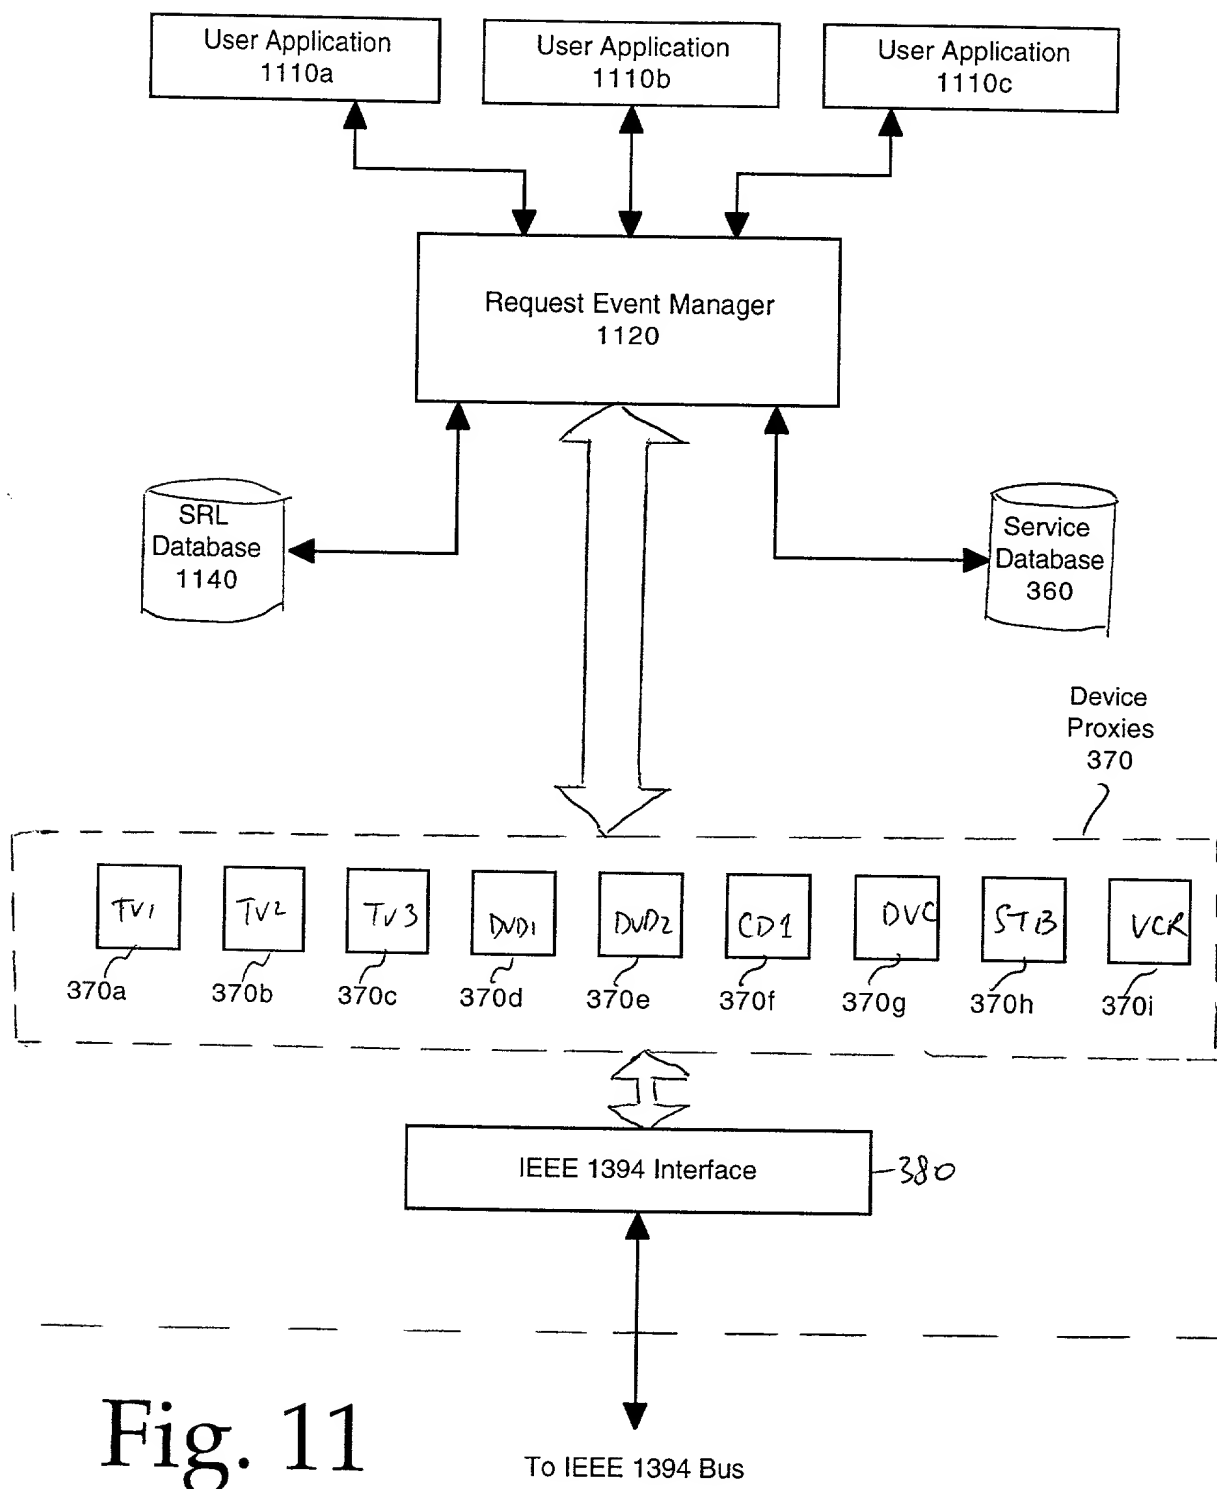 User Application
1110a
User Application
1110b
User Application
1110c
Request Event Manager
1120
SRL
Database
1140
Service
Database
360
Device
Proxies
370
TV1
TV2
TV3
DVD1
DVD2
CD1
DVC
STB
VCR
370a
370b
370c
370d
370e
370f
370g
370h
370i
IEEE 1394 Interface
380
Fig. 11
To IEEE 1394 Bus